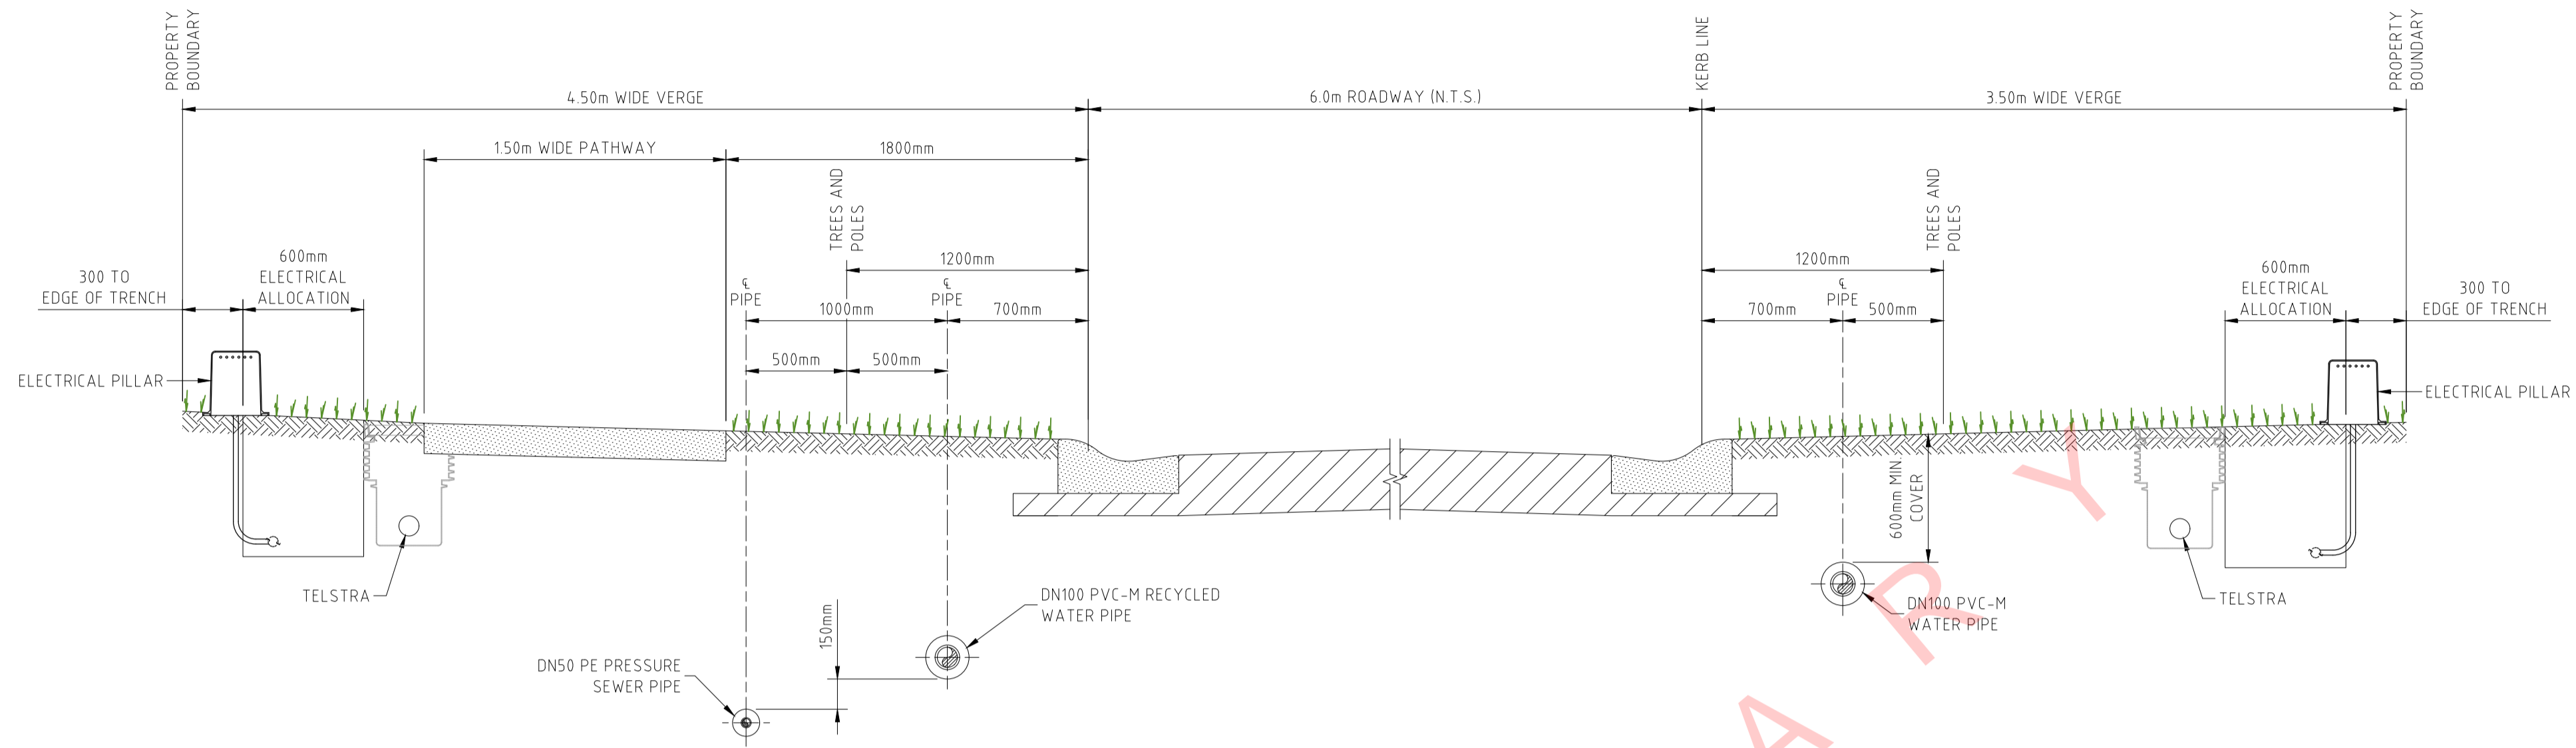 PROPERTY
BOUNDARY
KERB LINE
PROPERTY
BOUNDARY
4.50m WIDE VERGE
6.0m ROADWAY (N.T.S.)
3.50m WIDE VERGE
1.50m WIDE PATHWAY
1800mm
TREES AND
POLES
TREES AND
POLES
300 TO
EDGE OF TRENCH
600mm
ELECTRICAL
ALLOCATION
1200mm
℄
PIPE
1000mm
℄
PIPE
700mm
500mm
500mm
1200mm
700mm
℄
PIPE
500mm
600mm
ELECTRICAL
ALLOCATION
300 TO
EDGE OF TRENCH
ELECTRICAL PILLAR
ELECTRICAL PILLAR
600mm MIN.
COVER
TELSTRA
150mm
DN100 PVC-M RECYCLED
WATER PIPE
DN50 PE PRESSURE
SEWER PIPE
DN100 PVC-M
WATER PIPE
TELSTRA
A R Y